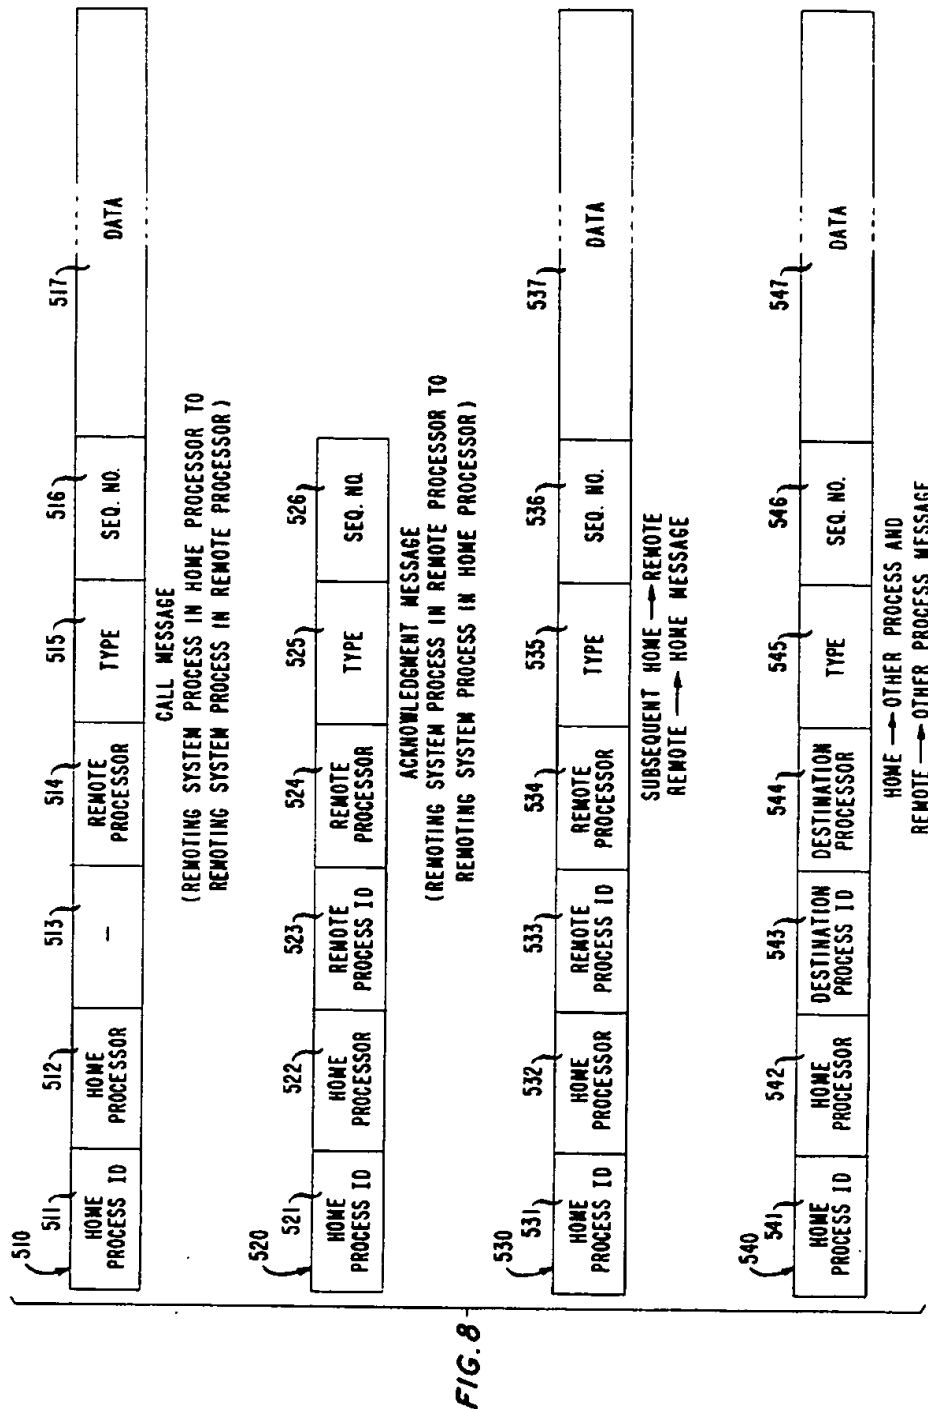 510
511
512
513
514
515
516
517
HOME
PROCESS ID
HOME
PROCESSOR
–
REMOTE
PROCESSOR
TYPE
SEQ. NO.
DATA
CALL MESSAGE
(REMOTING SYSTEM PROCESS IN HOME PROCESSOR TO
REMOTING SYSTEM PROCESS IN REMOTE PROCESSOR)
520
521
522
523
524
525
526
HOME
PROCESS ID
HOME
PROCESSOR
REMOTE
PROCESS ID
REMOTE
PROCESSOR
TYPE
SEQ. NO.
ACKNOWLEDGMENT MESSAGE
(REMOTING SYSTEM PROCESS IN REMOTE PROCESSOR TO
REMOTING SYSTEM PROCESS IN HOME PROCESSOR)
530
531
532
533
534
535
536
537
HOME
PROCESS ID
HOME
PROCESSOR
REMOTE
PROCESS ID
REMOTE
PROCESSOR
TYPE
SEQ. NO.
DATA
SUBSEQUENT HOME → REMOTE
REMOTE → HOME MESSAGE
540
541
542
543
544
545
546
547
HOME
PROCESS ID
HOME
PROCESSOR
DESTINATION
PROCESS ID
DESTINATION
PROCESSOR
TYPE
SEQ. NO.
DATA
HOME → OTHER PROCESS AND
REMOTE → OTHER PROCESS MESSAGE
FIG. 8